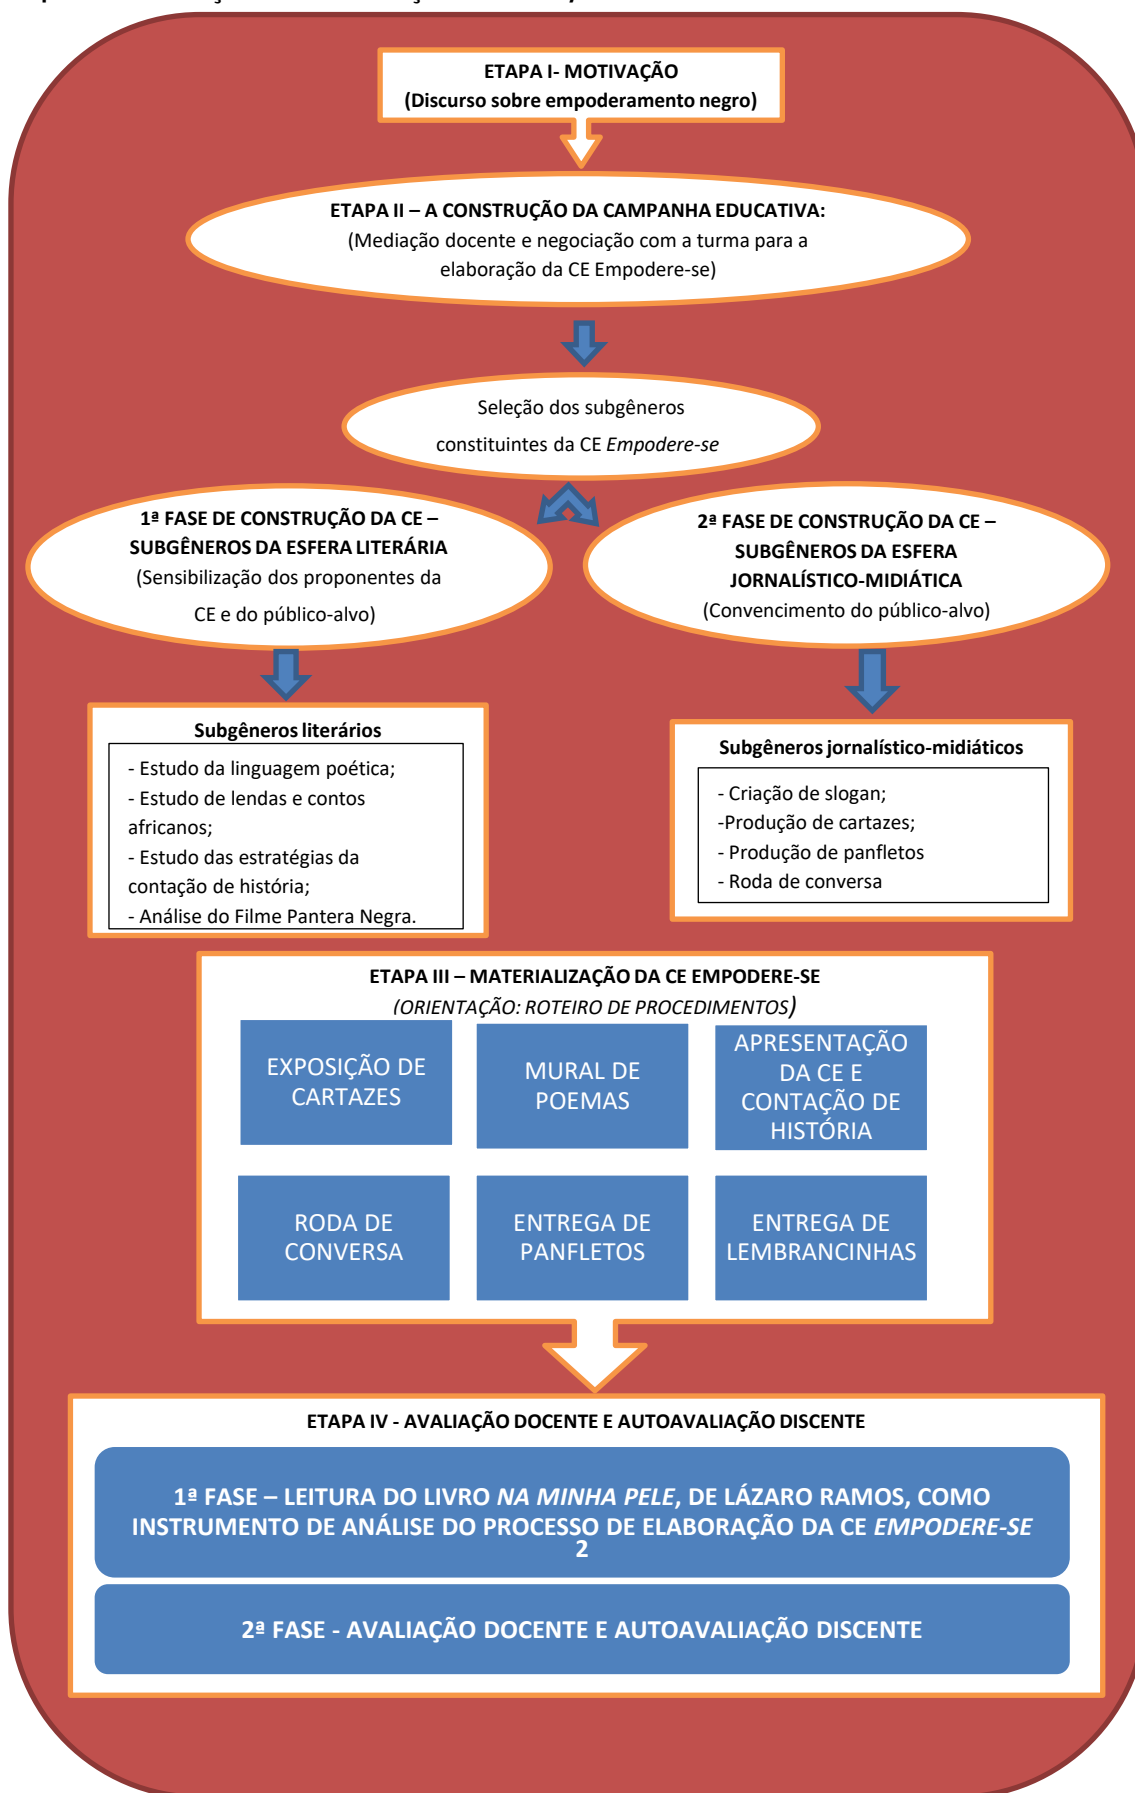 ETAPA I- MOTIVAÇÃO
(Discurso sobre empoderamento negro)
ETAPA II – A CONSTRUÇÃO DA CAMPANHA EDUCATIVA:
(Mediação docente e negociação com a turma para a
elaboração da CE Empodere-se)
Seleção dos subgêneros
constituintes da CE Empodere-se
1ª FASE DE CONSTRUÇÃO DA CE –
SUBGÊNEROS DA ESFERA LITERÁRIA
(Sensibilização dos proponentes da
CE e do público-alvo)
2ª FASE DE CONSTRUÇÃO DA CE –
SUBGÊNEROS DA ESFERA
JORNALÍSTICO-MIDIÁTICA
(Convencimento do público-alvo)
Subgêneros literários
- Estudo da linguagem poética;
- Estudo de lendas e contos
africanos;
- Estudo das estratégias da
contação de história;
- Análise do Filme Pantera Negra.
Subgêneros jornalístico-midiáticos
- Criação de slogan;
-Produção de cartazes;
- Produção de panfletos
- Roda de conversa
ETAPA III – MATERIALIZAÇÃO DA CE EMPODERE-SE
(ORIENTAÇÃO: ROTEIRO DE PROCEDIMENTOS)
EXPOSIÇÃO DE
CARTAZES
MURAL DE
POEMAS
APRESENTAÇÃO
DA CE E
CONTAÇÃO DE
HISTÓRIA
RODA DE
CONVERSA
ENTREGA DE
PANFLETOS
ENTREGA DE
LEMBRANCINHAS
ETAPA IV - AVALIAÇÃO DOCENTE E AUTOAVALIAÇÃO DISCENTE
1ª FASE – LEITURA DO LIVRO NA MINHA PELE, DE LÁZARO RAMOS, COMO
INSTRUMENTO DE ANÁLISE DO PROCESSO DE ELABORAÇÃO DA CE EMPODERE-SE
2
2ª FASE - AVALIAÇÃO DOCENTE E AUTOAVALIAÇÃO DISCENTE